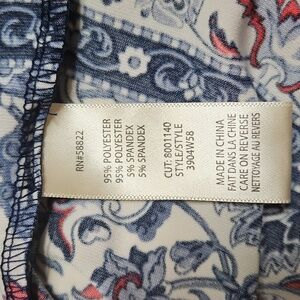 RN#58822
95% POLYESTER
95% POLYESTER
5% SPANDEX
5% SPANDEX
CUT: 8001140
STYLE/STYLE
3904W58
MADE IN CHINA
FAIT DANS LA CHINE
CARE ON REVERSE
NETTOYAGE AU REVERS